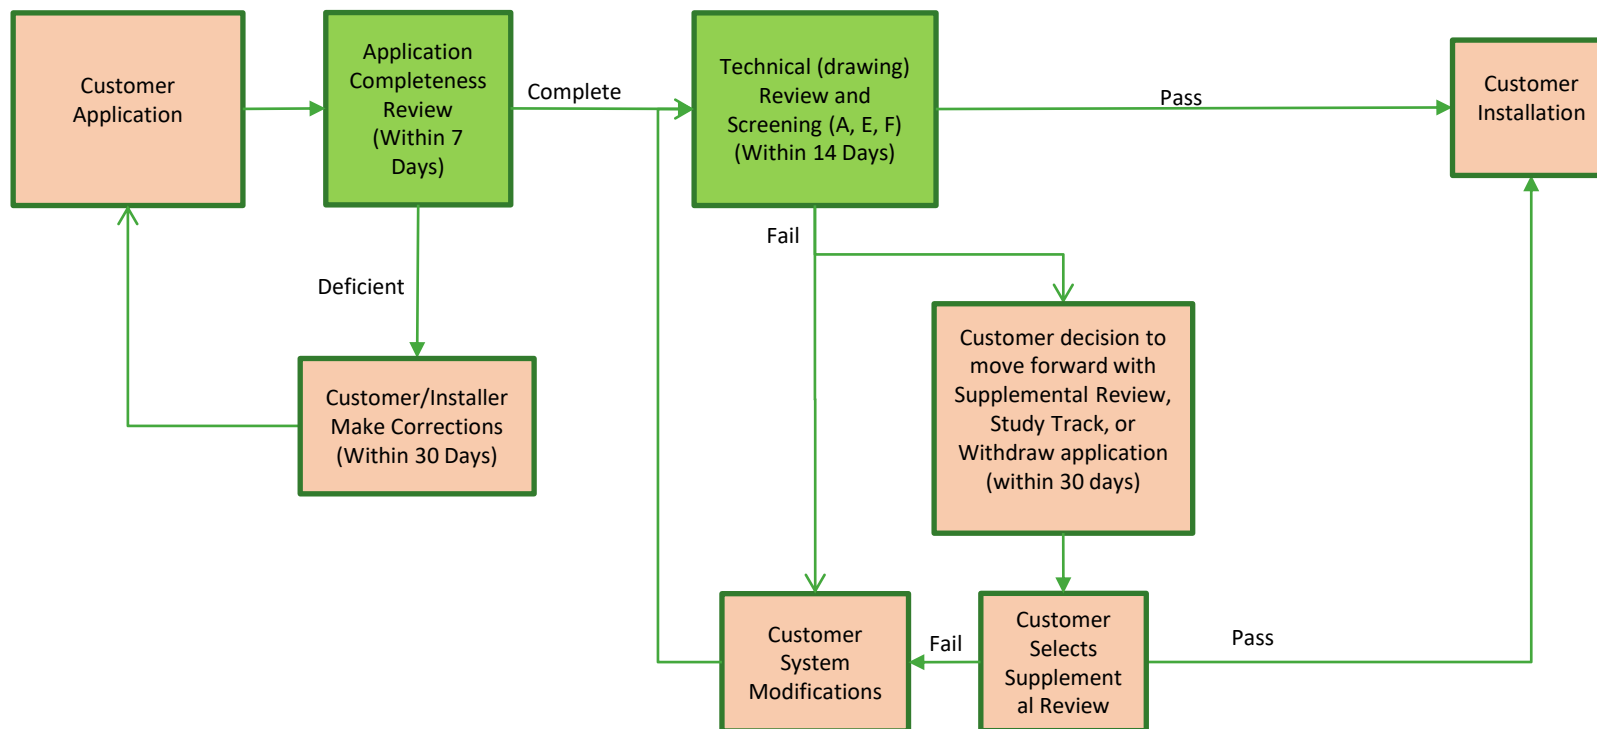 Customer
Application
Application
Completeness
Review
(Within 7
Days)
Complete
Technical (drawing)
Review and
Screening (A, E, F)
(Within 14 Days)
Pass
Customer
Installation
Fail
Deficient
Customer/Installer
Make Corrections
(Within 30 Days)
Customer decision to
move forward with
Supplemental Review,
Study Track, or
Withdraw application
(within 30 days)
Customer
System
Modifications
Fail
Customer
Selects
Supplement
al Review
Pass